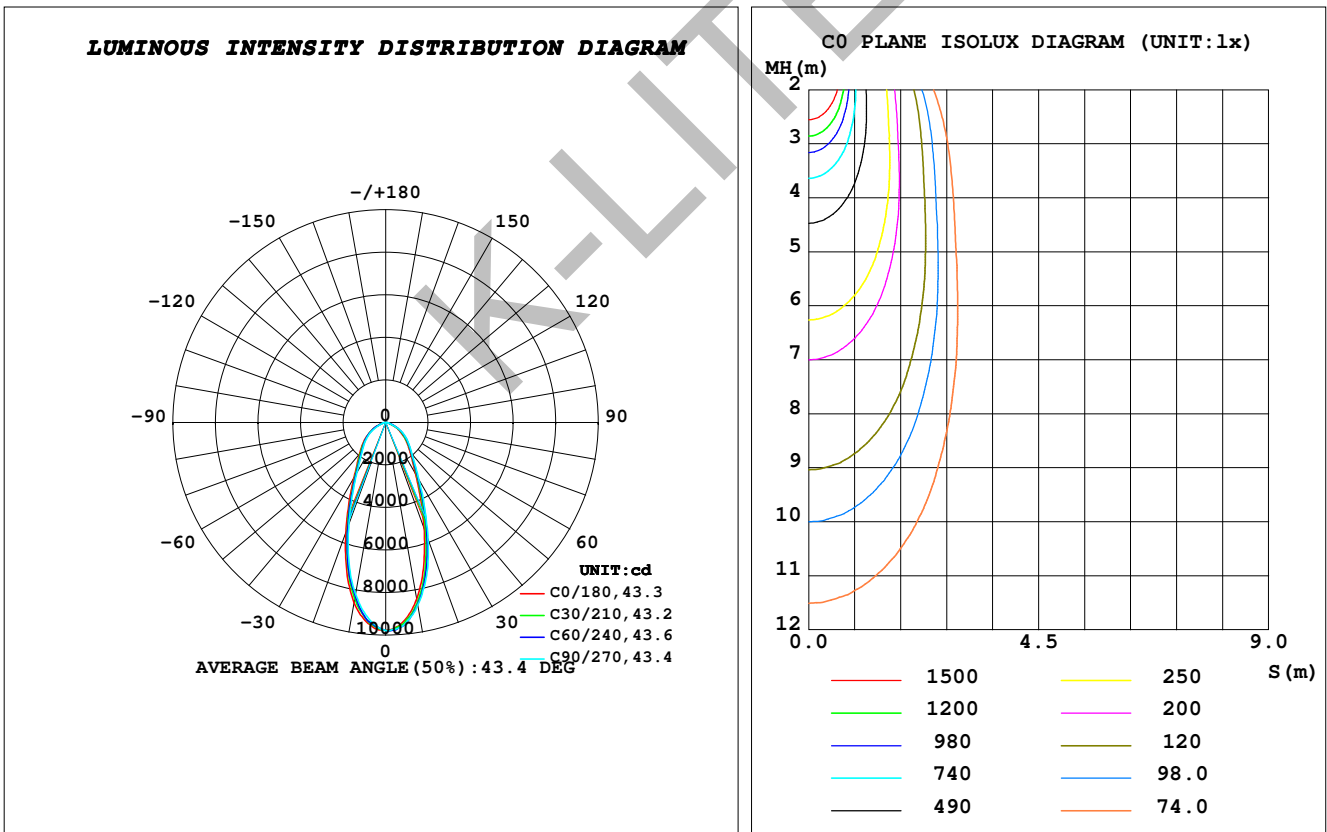 LUMINOUS INTENSITY DISTRIBUTION DIAGRAM
-/+180
-150
150
-120
120
-90
90
-60
60
-30
30
0
0
2000
4000
6000
8000
10000
UNIT:cd
C0/180,43.3
C30/210,43.2
C60/240,43.6
C90/270,43.4
AVERAGE BEAM ANGLE(50%):43.4 DEG
K-LITE
C0 PLANE ISOLUX DIAGRAM (UNIT:lx)
MH(m)
2
3
4
5
6
7
8
9
10
11
12
0.0 4.5 9.0
S(m)
1500 250
1200 200
980 120
740 98.0
490 74.0